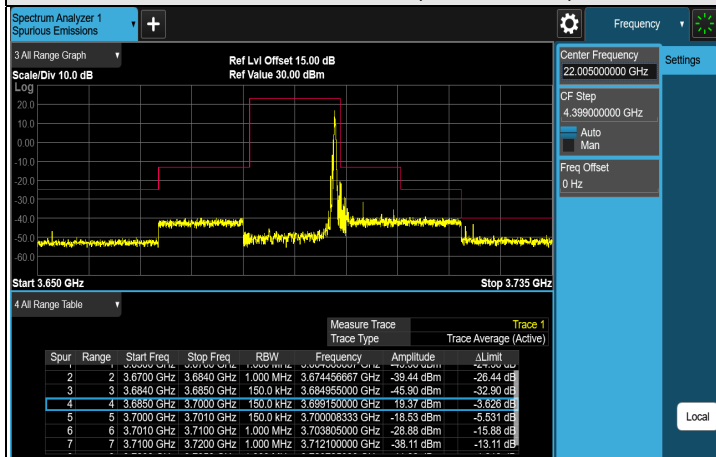 Spectrum Analyzer 1
Spurious Emissions
Frequency
3 All Range Graph
Ref Lvl Offset 15.00 dB
Scale/Div 10.0 dB
Ref Value 30.00 dBm
Log
20.0
10.0
0.00
-10.0
-20.0
-30.0
-40.0
-50.0
-60.0
Start 3.650 GHz
Stop 3.735 GHz
Center Frequency
22.005000000 GHz
Settings
CF Step
4.399000000 GHz
Auto
Man
Freq Offset
0 Hz
Local
4 All Range Table
Measure Trace Trace 1
Trace Type Trace Average (Active)
Spur Range Start Freq Stop Freq RBW Frequency Amplitude ΔLimit
2 2 3.6700 GHz 3.6840 GHz 1.000 MHz 3.674456667 GHz -39.44 dBm -26.44 dB
3 3 3.6840 GHz 3.6850 GHz 150.0 kHz 3.684955000 GHz -45.90 dBm -32.90 dB
4 4 3.6850 GHz 3.7000 GHz 150.0 kHz 3.699150000 GHz 19.37 dBm -3.626 dB
5 5 3.7000 GHz 3.7010 GHz 150.0 kHz 3.700008333 GHz -18.53 dBm -5.531 dB
6 6 3.7010 GHz 3.7100 GHz 1.000 MHz 3.703805000 GHz -28.88 dBm -15.88 dB
7 7 3.7100 GHz 3.7200 GHz 1.000 MHz 3.712100000 GHz -38.11 dBm -13.11 dB